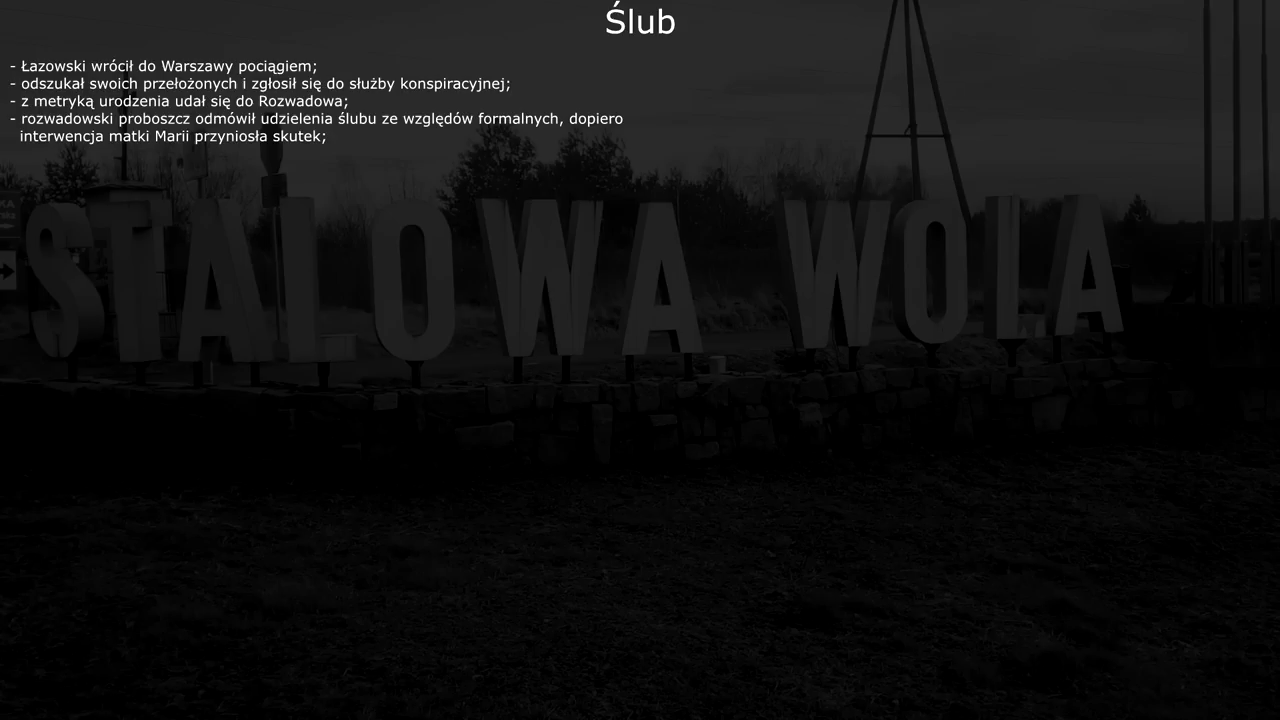 Ślub
- Łazowski wrócił do Warszawy pociągiem;
- odszukał swoich przełożonych i zgłosił się do służby konspiracyjnej;
- z metryką urodzenia udał się do Rozwadowa;
- rozwadowski proboszcz odmówił udzielenia ślubu ze względów formalnych, dopiero
interwencja matki Marii przyniosła skutek;
STALOWA WOLA